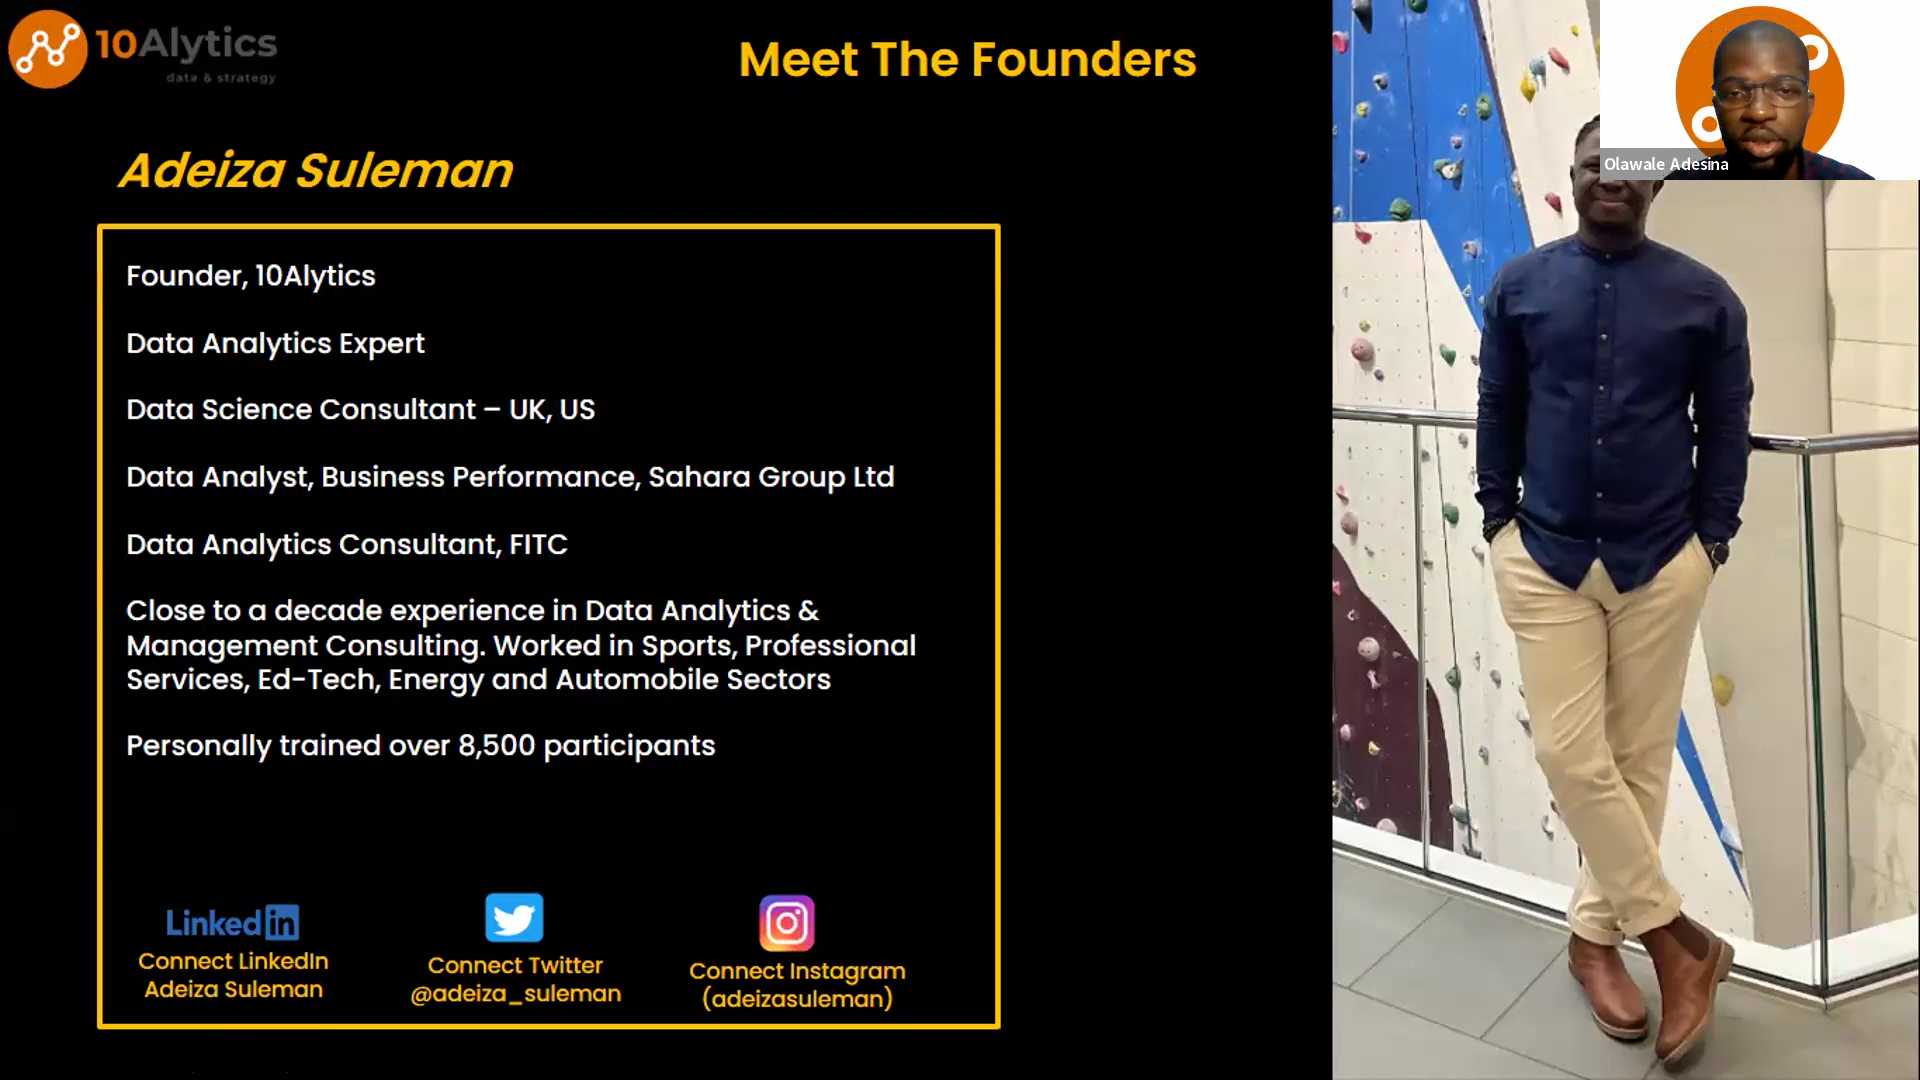 10Alytics
data & strategy
Meet The Founders
Olawale Adesina
Adeiza Suleman
Founder, 10Alytics
Data Analytics Expert
Data Science Consultant – UK, US
Data Analyst, Business Performance, Sahara Group Ltd
Data Analytics Consultant, FITC
Close to a decade experience in Data Analytics &
Management Consulting. Worked in Sports, Professional
Services, Ed-Tech, Energy and Automobile Sectors
Personally trained over 8,500 participants
Linked in
Connect LinkedIn
Adeiza Suleman
Connect Twitter
@adeiza_suleman
Connect Instagram
(adeizasuleman)